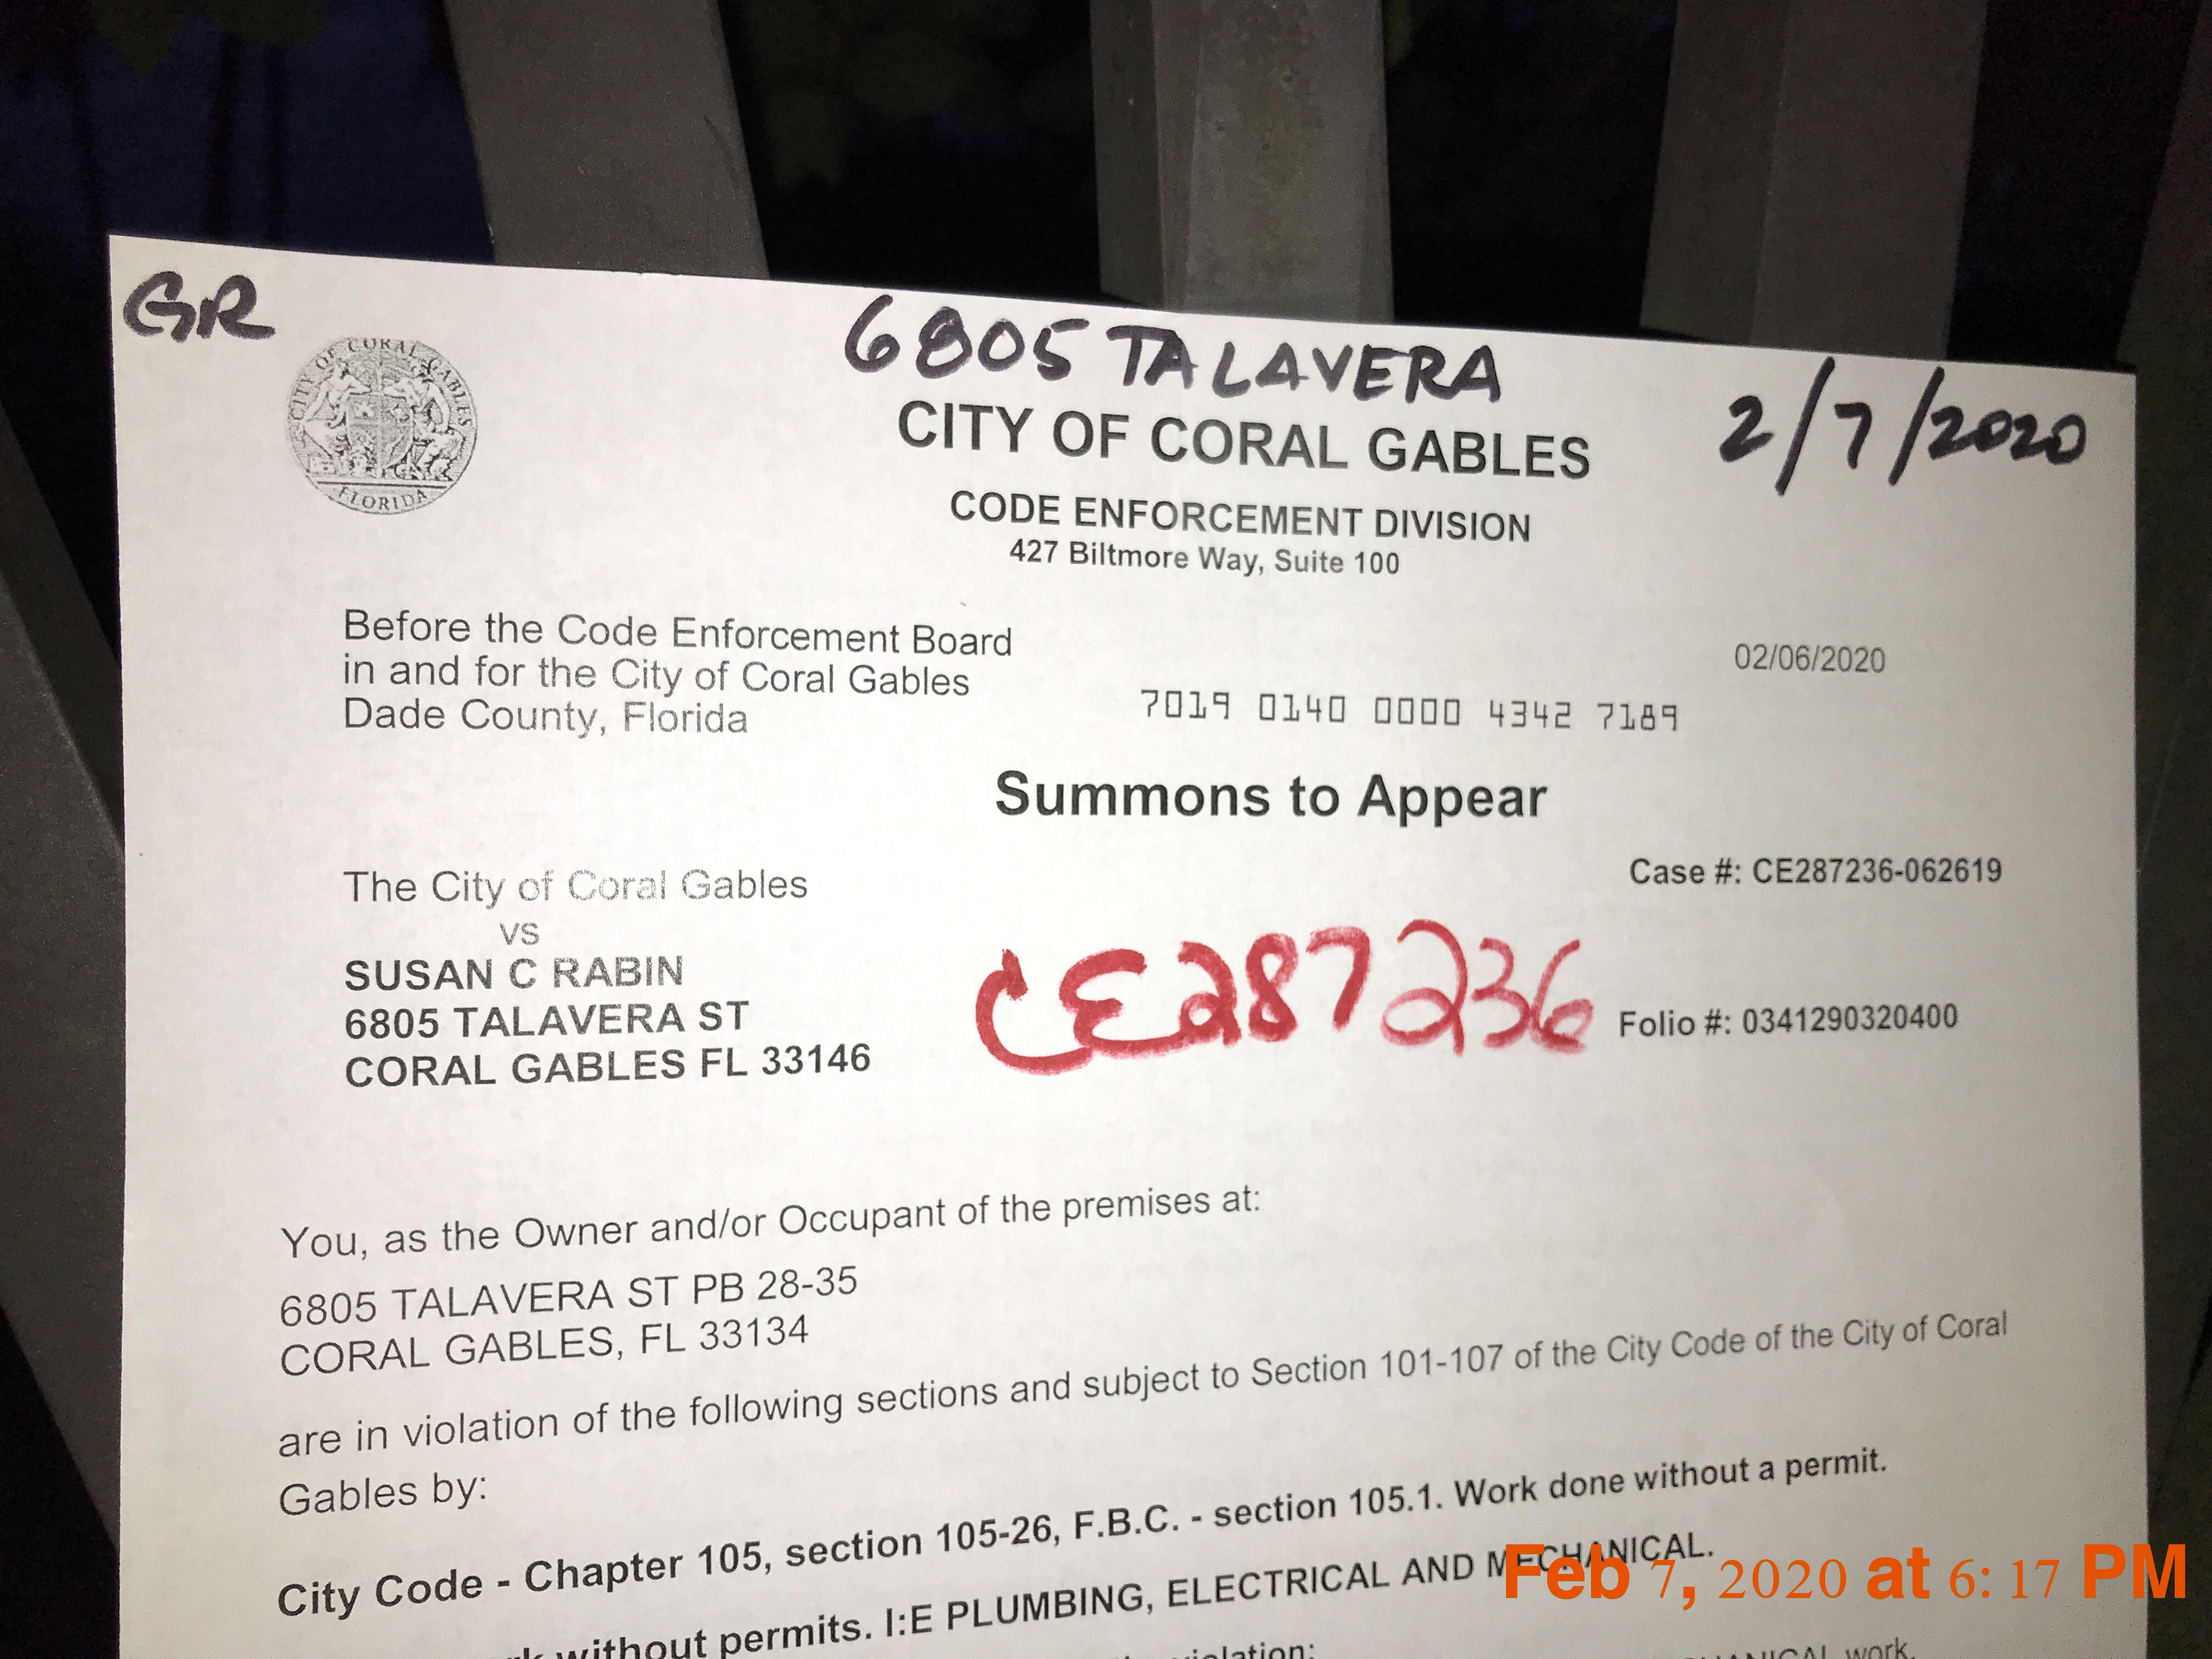 GR
6805 TALAVERA
2/7/2020
CITY OF CORAL GABLES
FLORIDA
CITY OF CORAL GABLES
CODE ENFORCEMENT DIVISION
427 Biltmore Way, Suite 100
Before the Code Enforcement Board
in and for the City of Coral Gables
Dade County, Florida
02/06/2020
7019 0140 0000 4342 7189
Summons to Appear
The City of Coral Gables
vs
SUSAN C RABIN
6805 TALAVERA ST
CORAL GABLES FL 33146
Case #: CE287236-062619
CE287236
Folio #: 0341290320400
You, as the Owner and/or Occupant of the premises at:
6805 TALAVERA ST PB 28-35
CORAL GABLES, FL 33134
are in violation of the following sections and subject to Section 101-107 of the City Code of the City of Coral
Gables by:
City Code - Chapter 105, section 105-26, F.B.C. - section 105.1. Work done without a permit.
without permits. I:E PLUMBING, ELECTRICAL AND MECHANICAL.
work.
Feb 7, 2020 at 6:17 PM